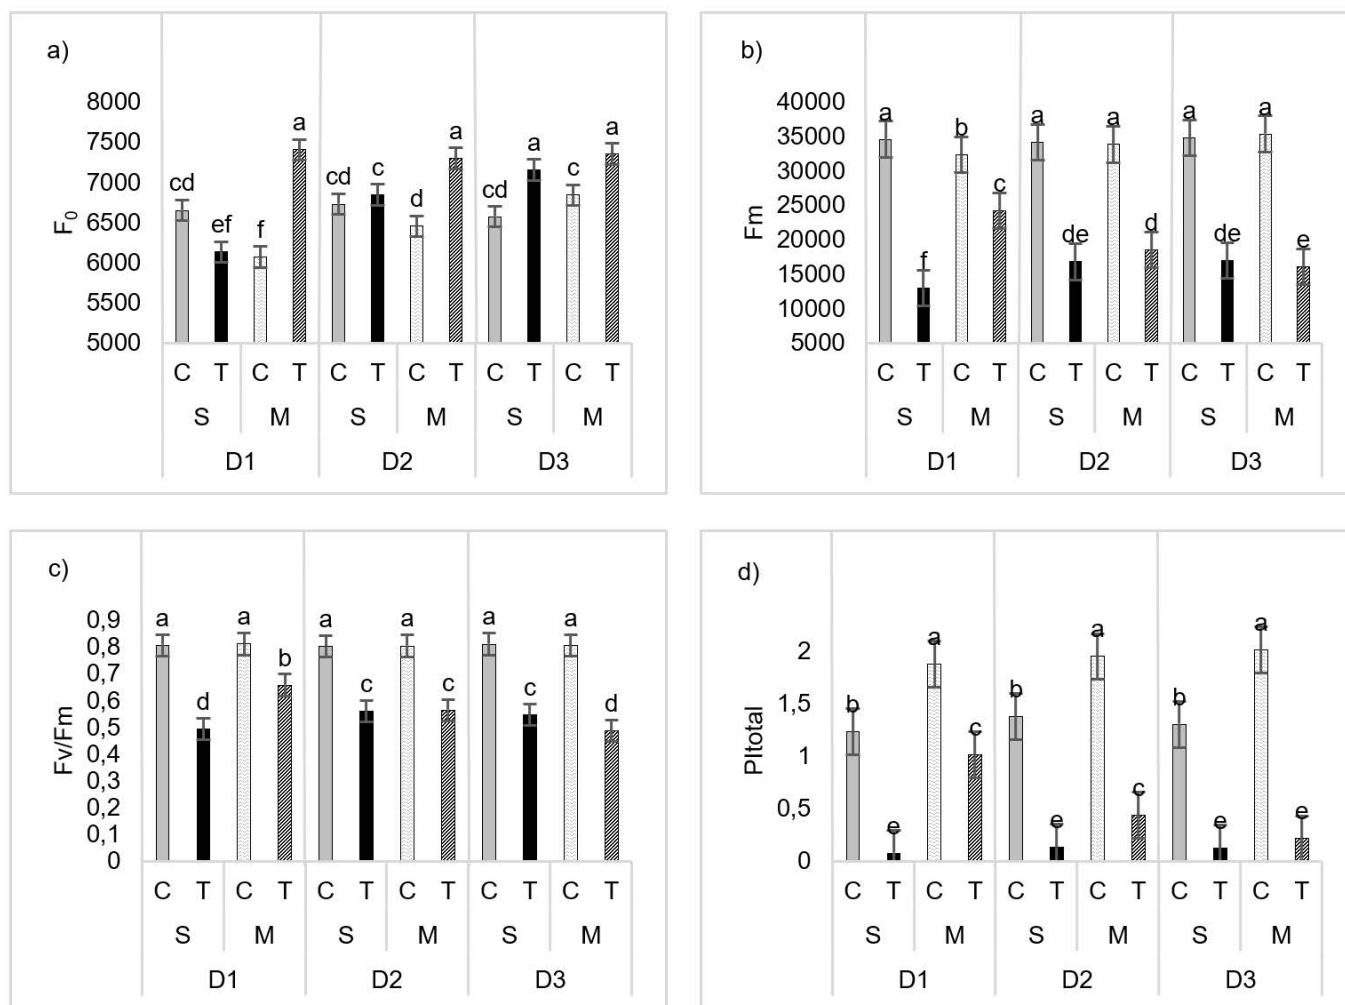 a)
F0
8000
7500
7000
6500
6000
5500
5000
cd ef f a cd c d a cd a c a
C T C T C T C T C T C T
S M S M S M
D1 D2 D3
b)
Fm
40000
35000
30000
25000
20000
15000
10000
5000
a f b c a de a d a de a e
C T C T C T C T C T C T
S M S M S M
D1 D2 D3
c)
Fv/Fm
0,9
0,8
0,7
0,6
0,5
0,4
0,3
0,2
0,1
0
a d a b a c a c a c a d
C T C T C T C T C T C T
S M S M S M
D1 D2 D3
d)
PItotal
2
1,5
1
0,5
0
b e a c b e a c b e a e
C T C T C T C T C T C T
S M S M S M
D1 D2 D3